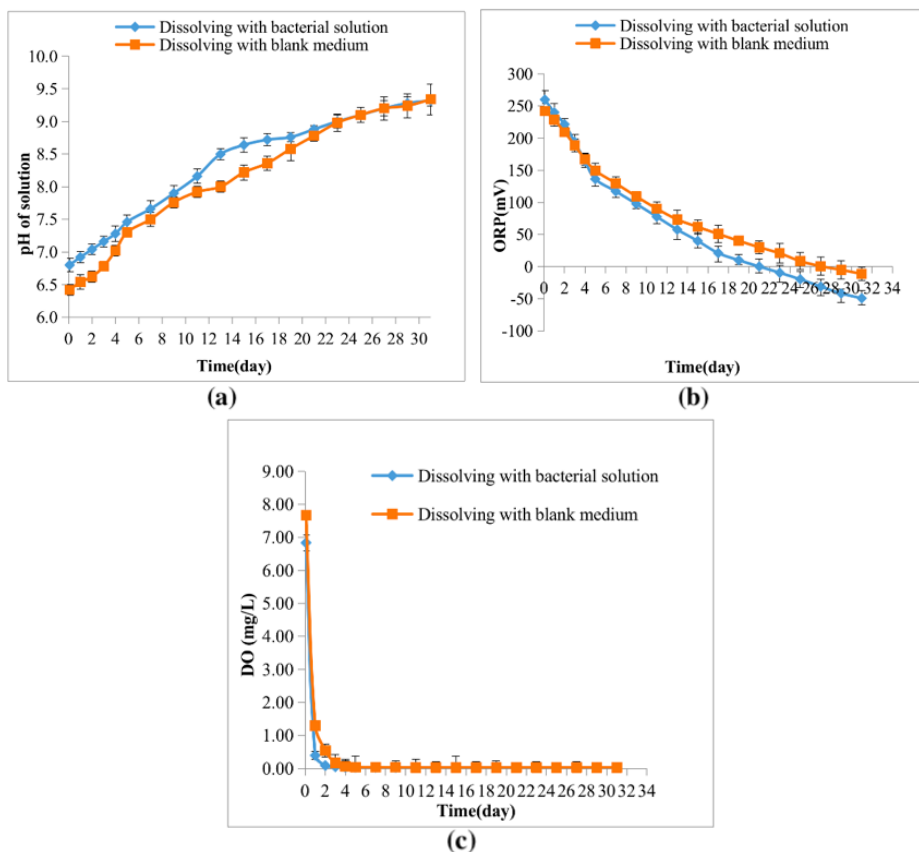 Dissolving with bacterial solution
Dissolving with blank medium
10.0
9.5
9.0
8.5
8.0
7.5
7.0
6.5
6.0
pH of solution
0 2 4 6 8 10 12 14 16 18 20 22 24 26 28 30
Time(day)
(a)
Dissolving with bacterial solution
Dissolving with blank medium
300
250
200
150
100
50
0
-50
-100
ORP(mV)
0 2 4 6 8 10 12 14 16 18 20 22 24 26 28 30 32 34
Time(day)
(b)
Dissolving with bacterial solution
Dissolving with blank medium
9.00
8.00
7.00
6.00
5.00
4.00
3.00
2.00
1.00
0.00
DO (mg/L)
0 2 4 6 8 10 12 14 16 18 20 22 24 26 28 30 32 34
Time(day)
(c)